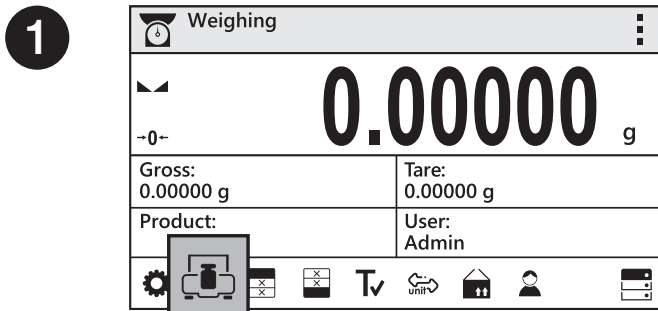 1
Weighing
0.00000 g
→0←
Gross:
0.00000 g
Tare:
0.00000 g
Product:
User:
Admin
T
unit